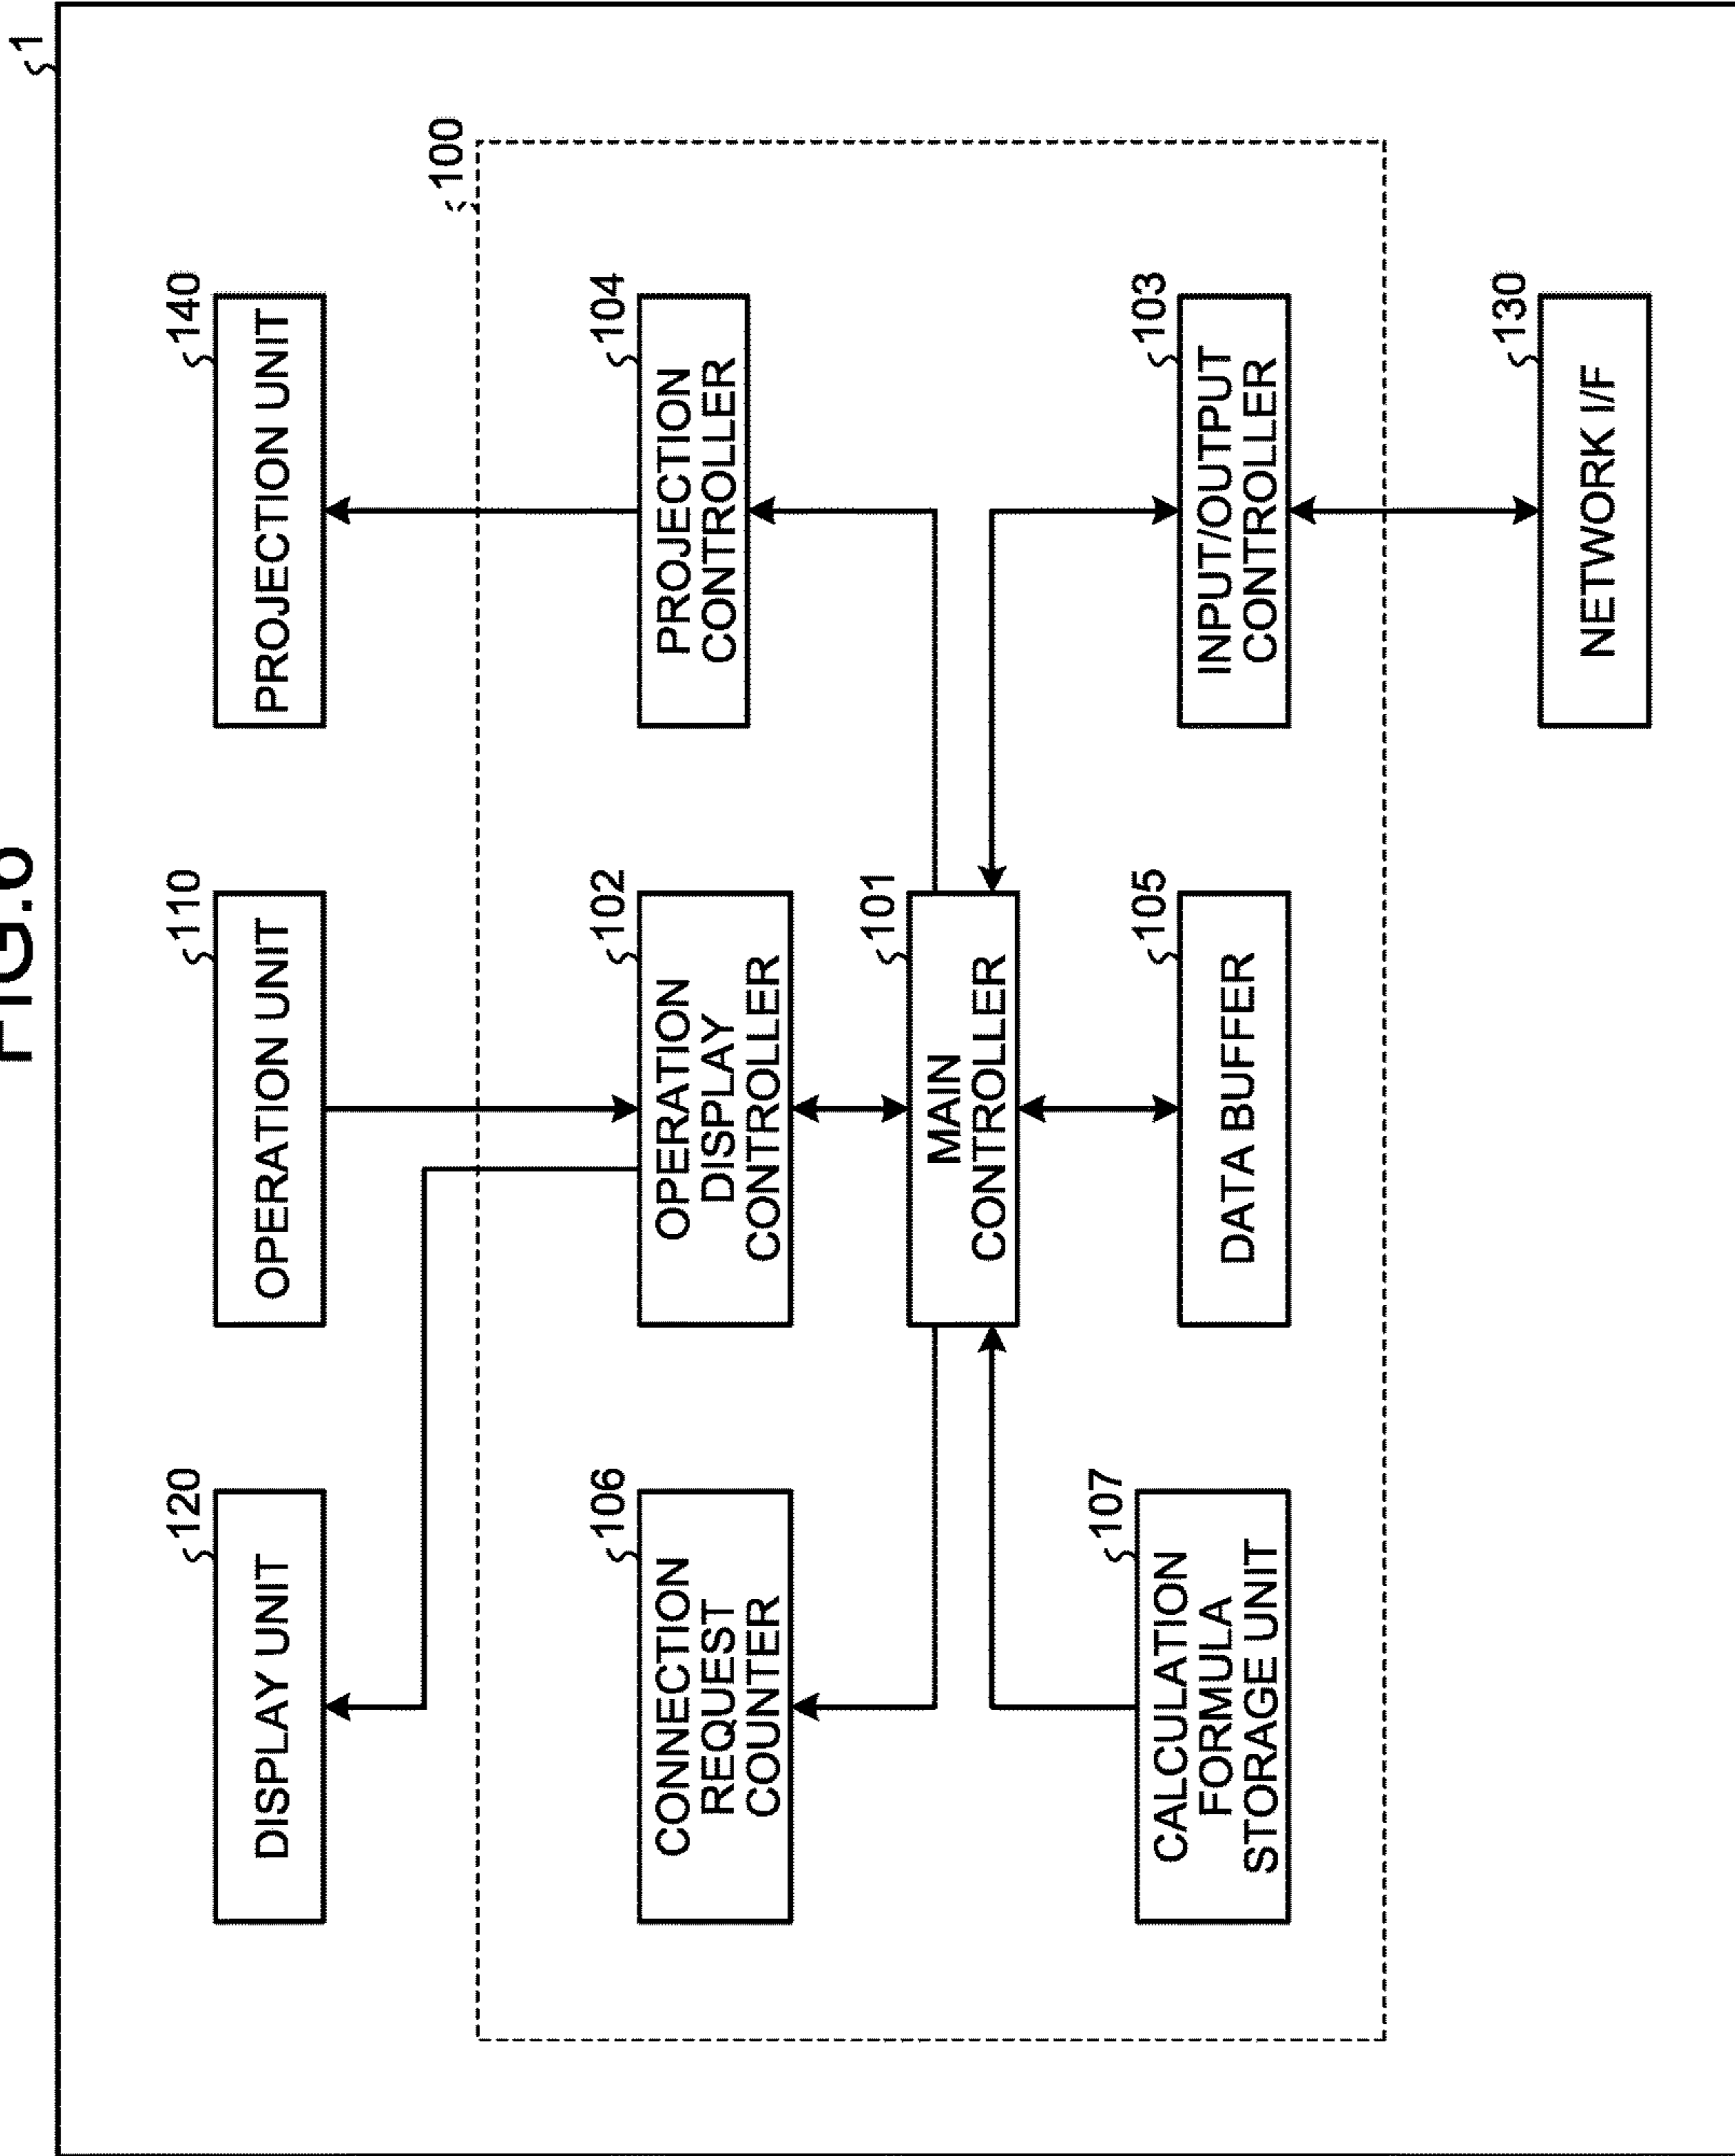 FIG.6
1
120
DISPLAY UNIT
110
OPERATION UNIT
140
PROJECTION UNIT
100
106
CONNECTION
REQUEST
COUNTER
102
OPERATION
DISPLAY
CONTROLLER
104
PROJECTION
CONTROLLER
101
MAIN
CONTROLLER
107
CALCULATION
FORMULA
STORAGE UNIT
105
DATA BUFFER
103
INPUT/OUTPUT
CONTROLLER
130
NETWORK I/F